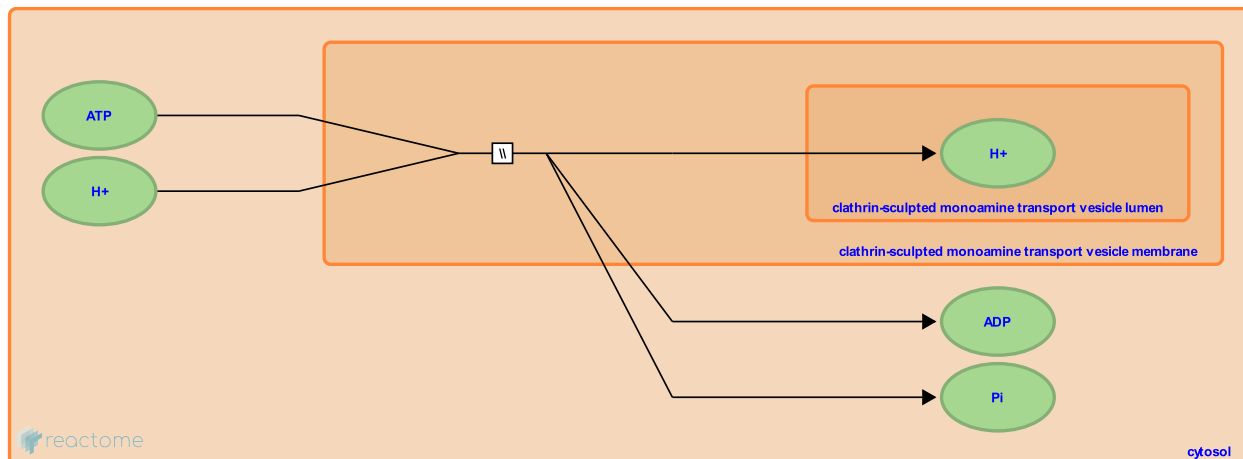 ATP
H+
\\
H+
clathrin-sculpted monoamine transport vesicle lumen
clathrin-sculpted monoamine transport vesicle membrane
ADP
Pi
reactome
cytosol